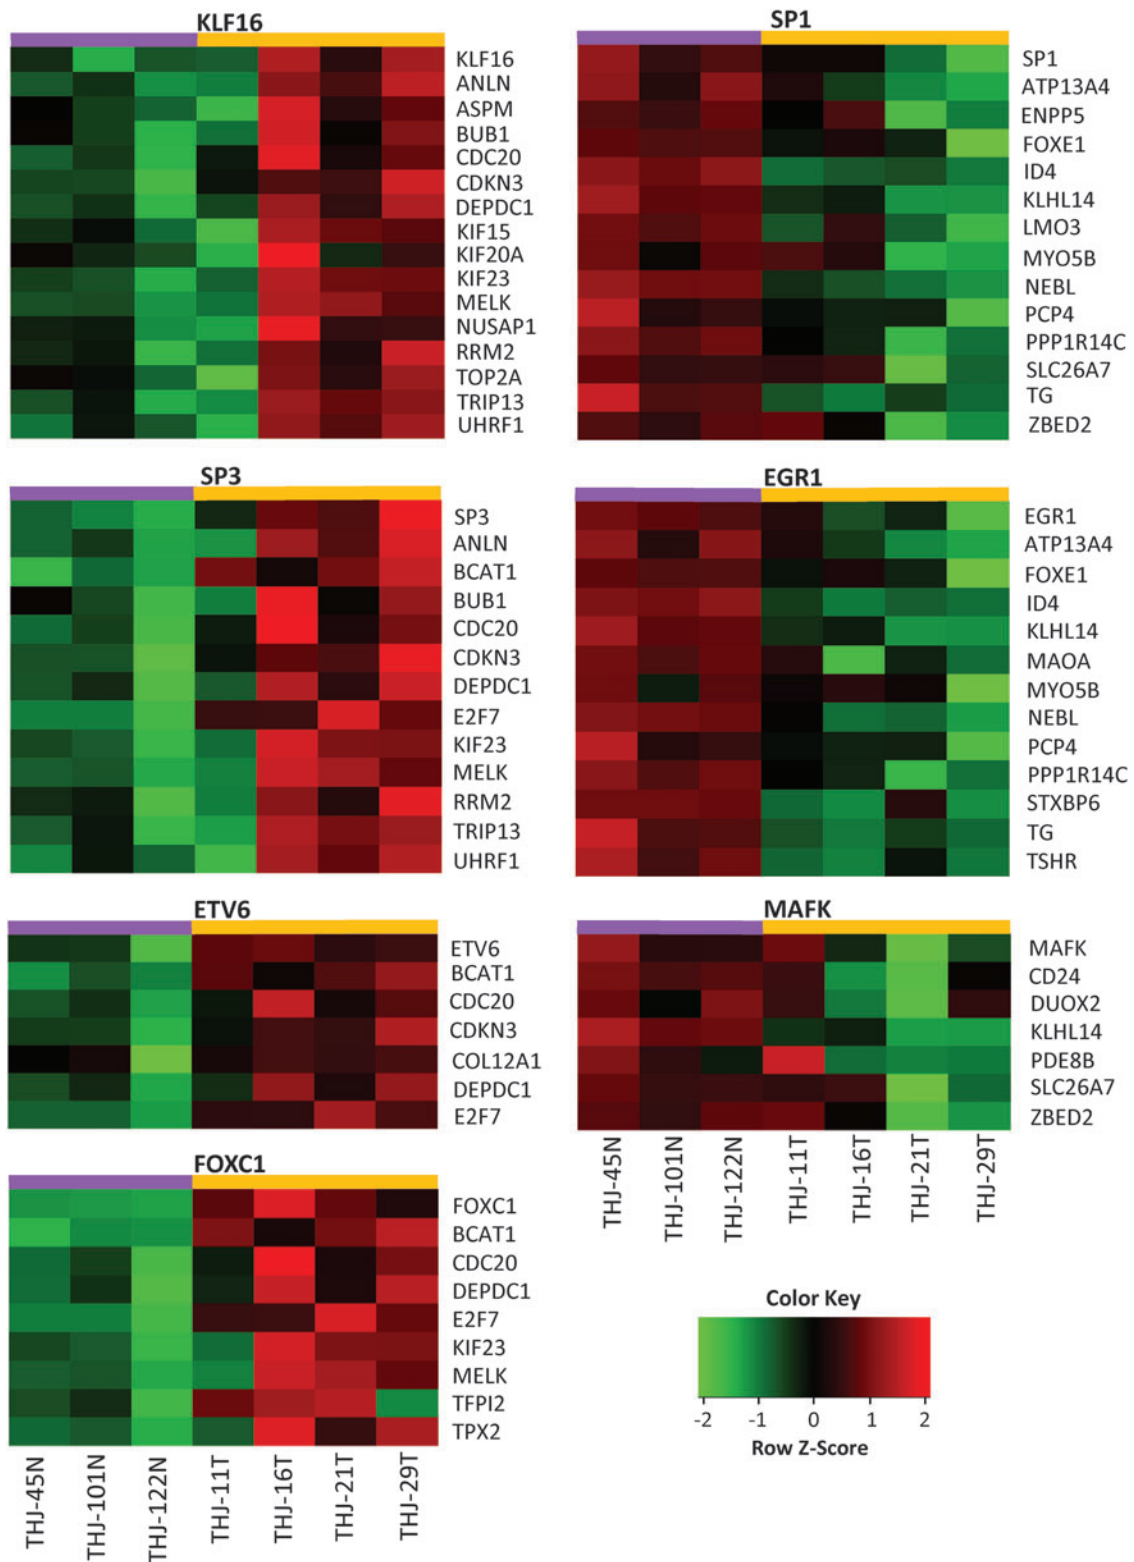 KLF16
KLF16
ANLN
ASPM
BUB1
CDC20
CDKN3
DEPDC1
KIF15
KIF20A
KIF23
MELK
NUSAP1
RRM2
TOP2A
TRIP13
UHRF1
SP1
SP1
ATP13A4
ENPP5
FOXE1
ID4
KLHL14
LMO3
MYO5B
NEBL
PCP4
PPP1R14C
SLC26A7
TG
ZBED2
SP3
SP3
ANLN
BCAT1
BUB1
CDC20
CDKN3
DEPDC1
E2F7
KIF23
MELK
RRM2
TRIP13
UHRF1
EGR1
EGR1
ATP13A4
FOXE1
ID4
KLHL14
MAOA
MYO5B
NEBL
PCP4
PPP1R14C
STXBP6
TG
TSHR
ETV6
ETV6
BCAT1
CDC20
CDKN3
COL12A1
DEPDC1
E2F7
MAFK
MAFK
CD24
DUOX2
KLHL14
PDE8B
SLC26A7
ZBED2
THJ-45N
THJ-101N
THJ-122N
THJ-11T
THJ-16T
THJ-21T
THJ-29T
FOXC1
FOXC1
BCAT1
CDC20
DEPDC1
E2F7
KIF23
MELK
TFPI2
TPX2
THJ-45N
THJ-101N
THJ-122N
THJ-11T
THJ-16T
THJ-21T
THJ-29T
Color Key
-2 -1 0 1 2
Row Z-Score